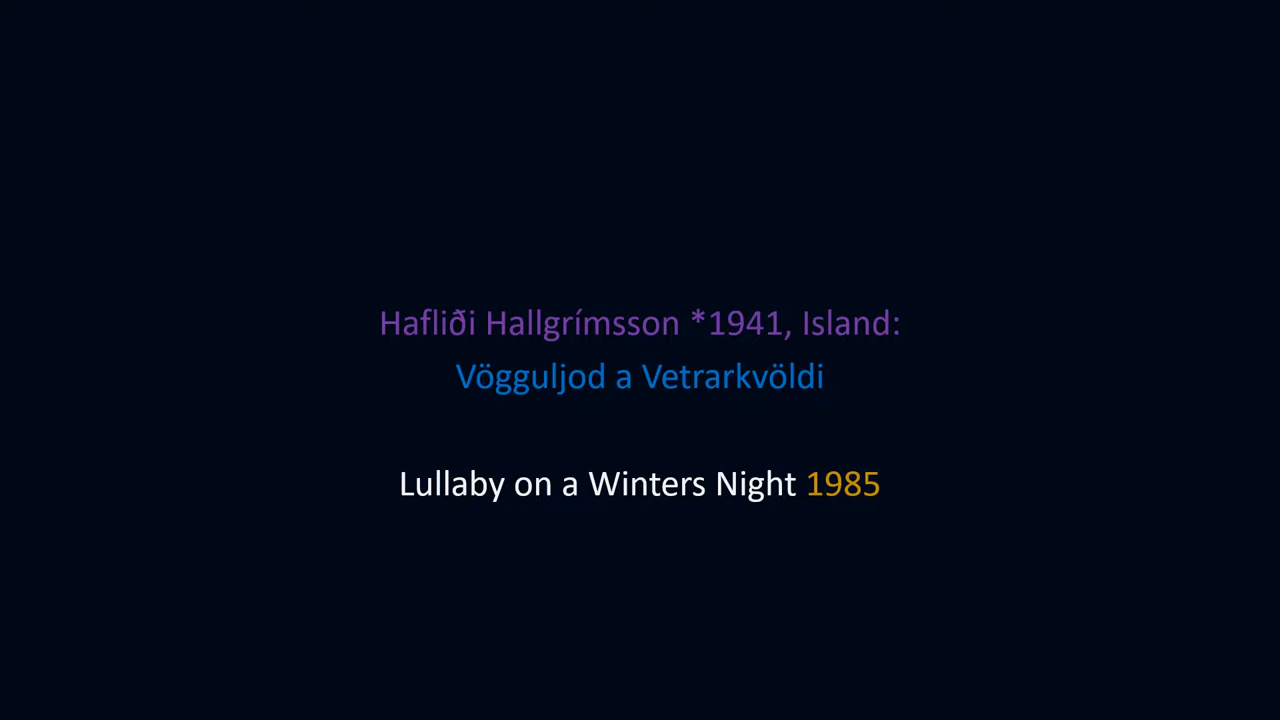 Hafliði Hallgrímsson *1941, Island:
Vögguljod a Vetrarkvöldi
Lullaby on a Winters Night 1985